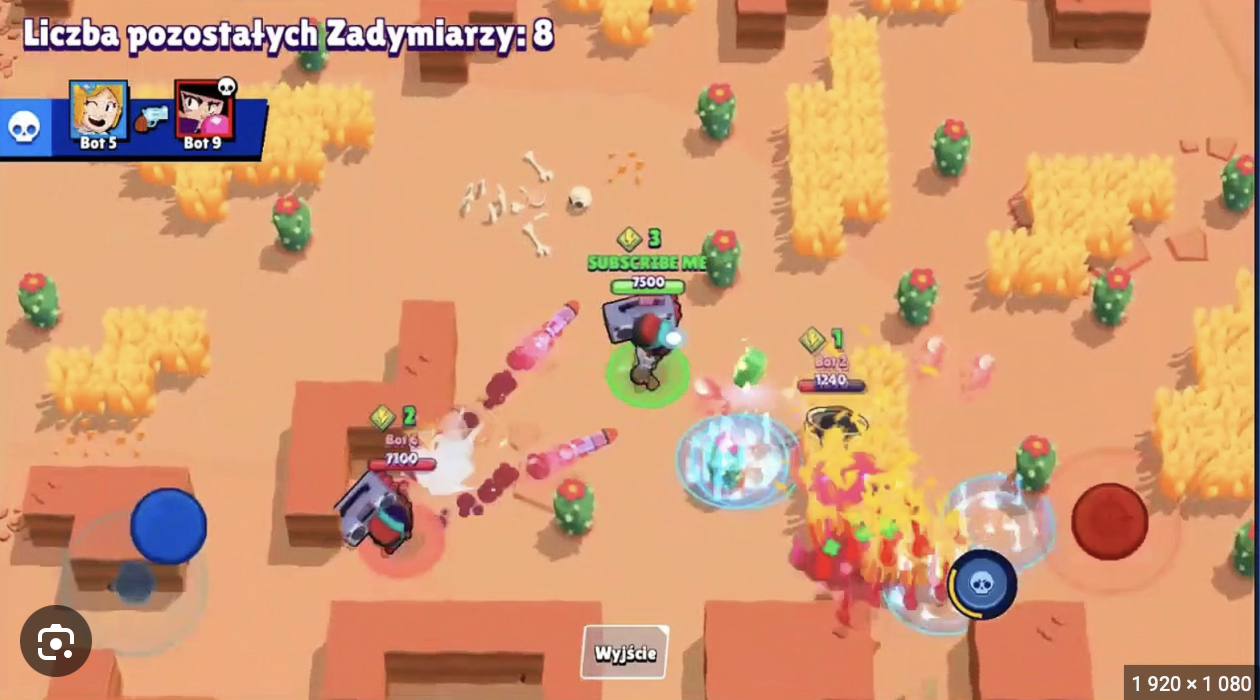 Liczba pozostałych Zadymiarzy: 8
Bot 5
Bot 9
3
SUBSCRIBE ME
7500
1
Bot 2
1240
2
Bot 6
7100
Wyjście
1 920 × 1 080